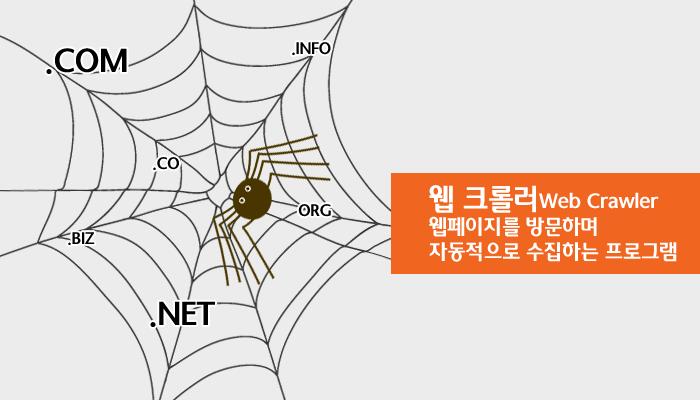 .COM
.INFO
.CO
ORG
.BIZ
.NET
웹 크롤러Web Crawler
웹페이지를 방문하며
자동적으로 수집하는 프로그램